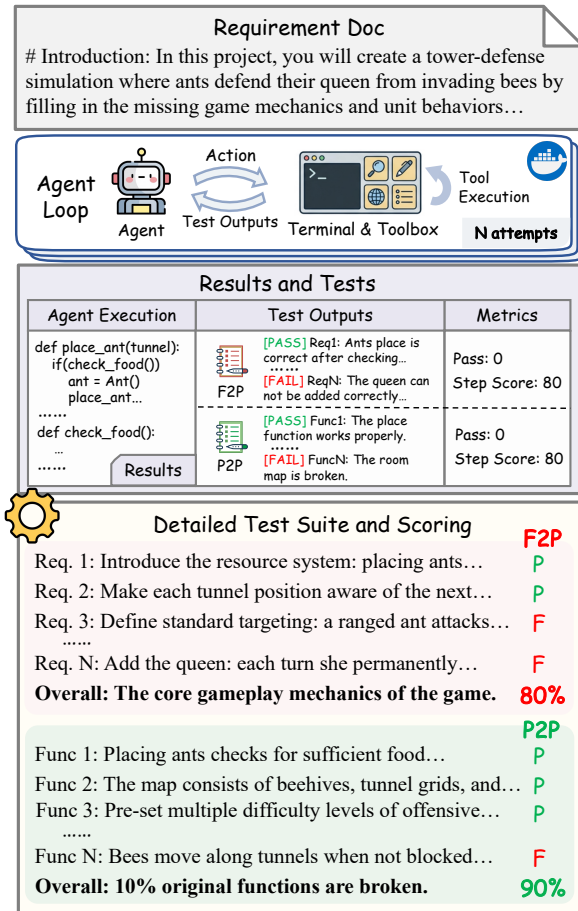 Requirement Doc
# Introduction: In this project, you will create a tower-defense
simulation where ants defend their queen from invading bees by
filling in the missing game mechanics and unit behaviors…
Agent
Loop
Agent
Action
Test Outputs
>_
Terminal & Toolbox
Tool
Execution
N attempts
Results and Tests
Agent Execution
Test Outputs
Metrics
def place_ant(tunnel):
if(check_food())
ant = Ant()
place_ant...
……
def check_food():
…
……
Results
F2P
[PASS] Req1: Ants place is
correct after checking…
……
[FAIL] ReqN: The queen can
not be added correctly…
Pass: 0
Step Score: 80
P2P
[PASS] Func1: The place
function works properly.
……
[FAIL] FuncN: The room
map is broken.
Pass: 0
Step Score: 80
Detailed Test Suite and Scoring
F2P
Req. 1: Introduce the resource system: placing ants… P
Req. 2: Make each tunnel position aware of the next… P
Req. 3: Define standard targeting: a ranged ant attacks… F
……
Req. N: Add the queen: each turn she permanently… F
Overall: The core gameplay mechanics of the game. 80%
P2P
Func 1: Placing ants checks for sufficient food… P
Func 2: The map consists of beehives, tunnel grids, and… P
Func 3: Pre-set multiple difficulty levels of offensive… P
……
Func N: Bees move along tunnels when not blocked… F
Overall: 10% original functions are broken. 90%